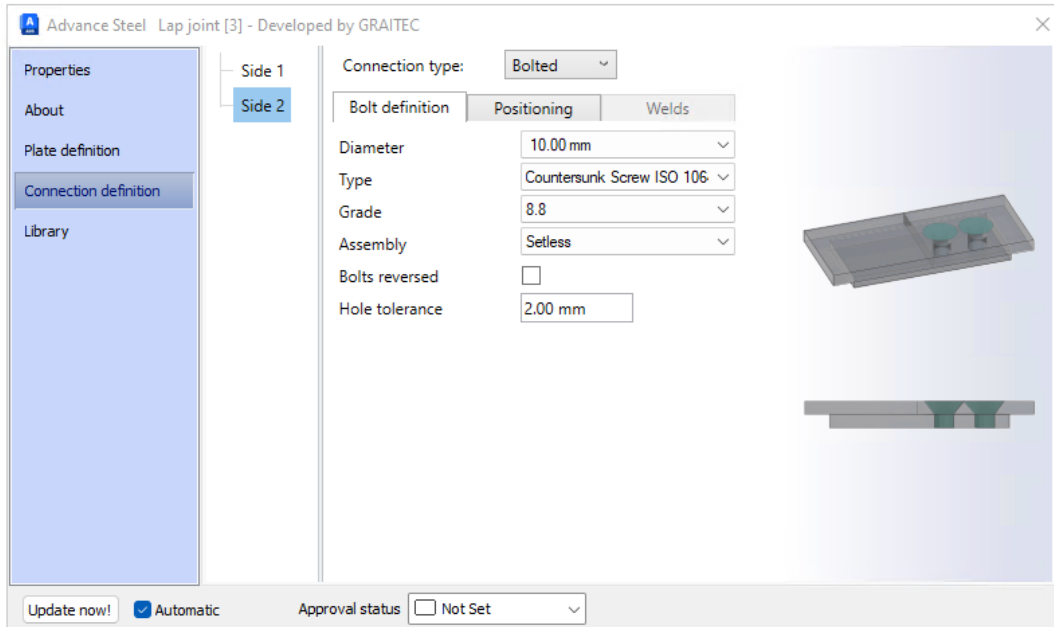 Advance Steel Lap joint [3] - Developed by GRAITEC
Properties
About
Plate definition
Connection definition
Library
Side 1
Side 2
Connection type: Bolted
Bolt definition Positioning Welds
Diameter 10.00 mm
Type Countersunk Screw ISO 106
Grade 8.8
Assembly Setless
Bolts reversed
Hole tolerance 2.00 mm
Update now! Automatic Approval status Not Set